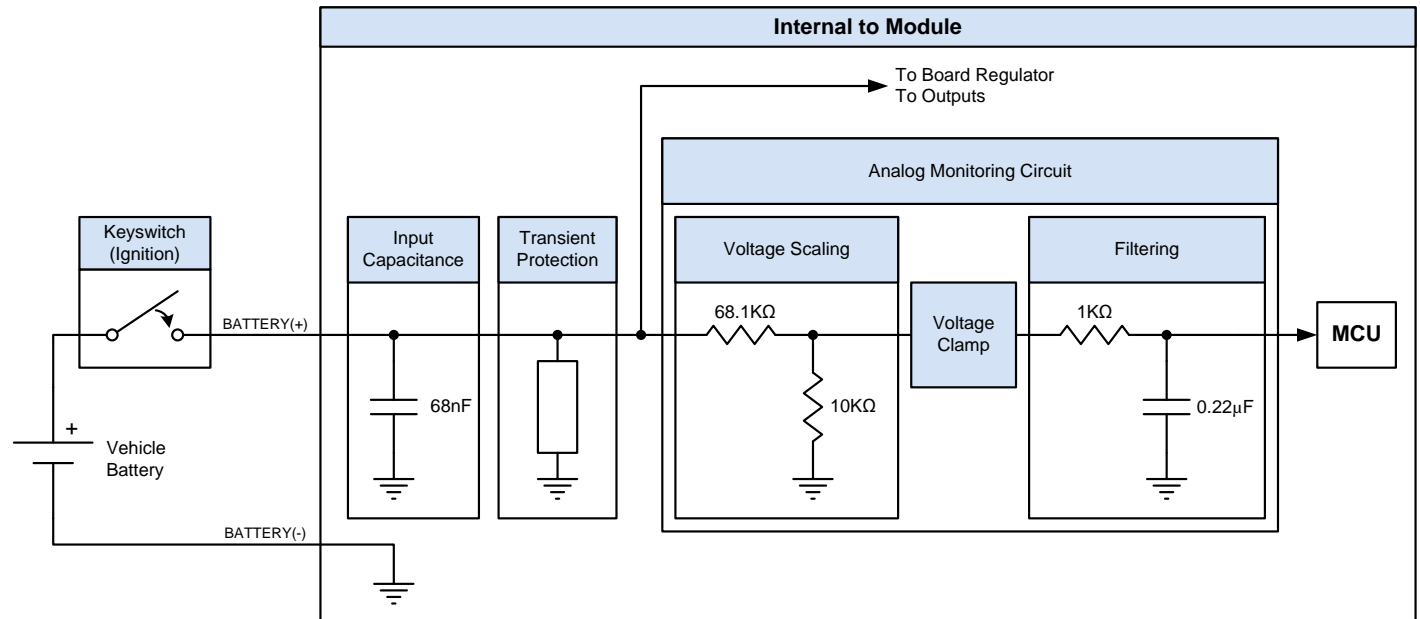 Internal to Module
To Board Regulator
To Outputs
Analog Monitoring Circuit
Keyswitch
(Ignition)
Input
Capacitance
Transient
Protection
Voltage Scaling
Filtering
BATTERY(+)
68.1KΩ
Voltage
Clamp
1KΩ
MCU
68nF
10KΩ
0.22μF
+
Vehicle
Battery
BATTERY(-)